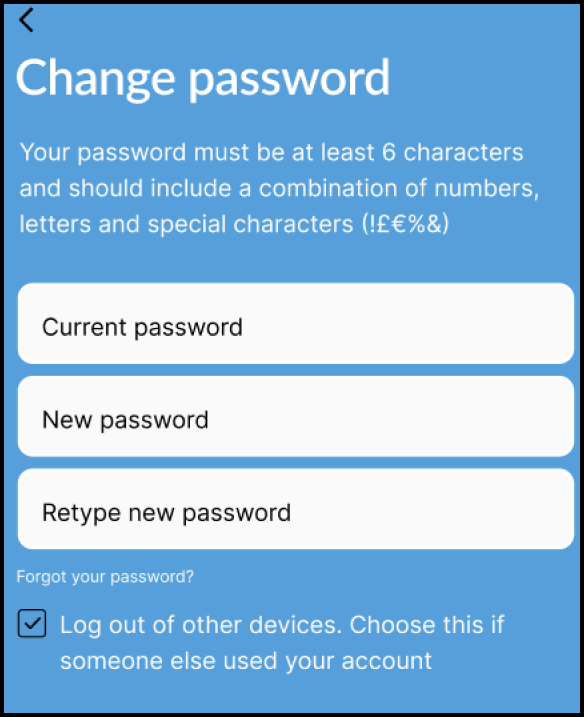 Change password
Your password must be at least 6 characters
and should include a combination of numbers,
letters and special characters (!£€%&)
Current password
New password
Retype new password
Forgot your password?
Log out of other devices. Choose this if
someone else used your account